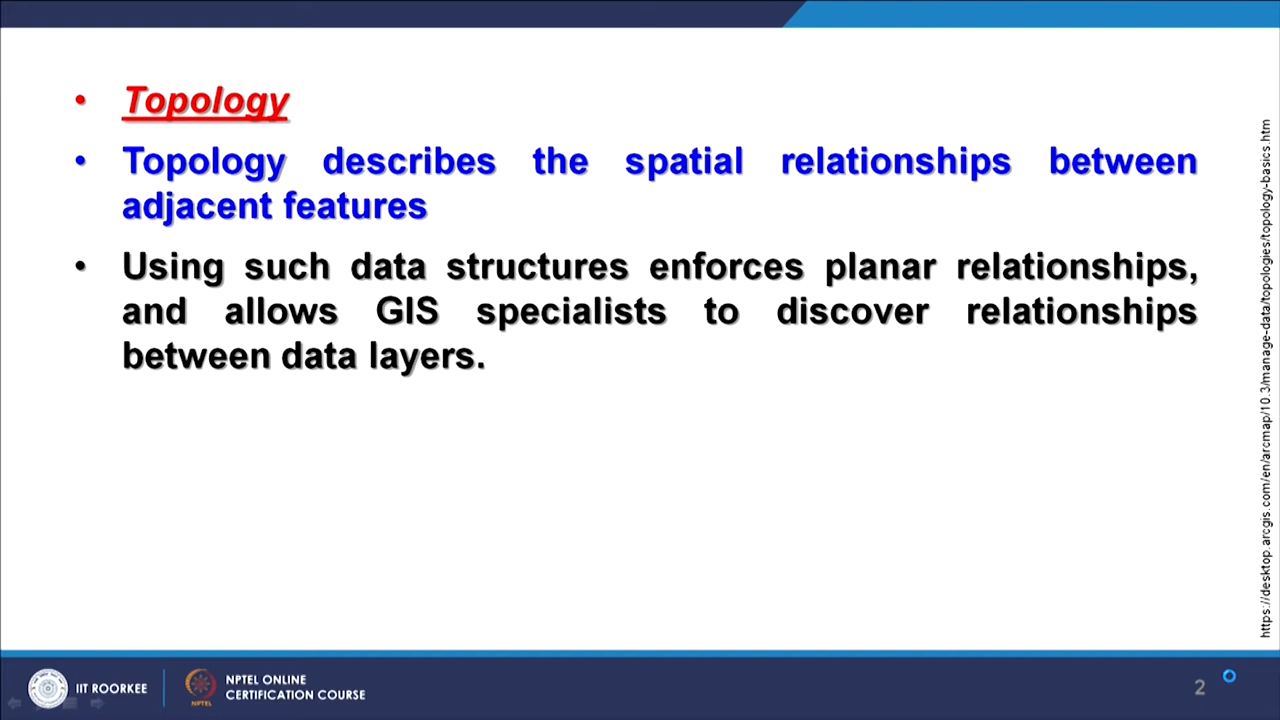 • Topology
• Topology describes the spatial relationships between
adjacent features
• Using such data structures enforces planar relationships,
and allows GIS specialists to discover relationships
between data layers.
https://desktop.arcgis.com/en/arcmap/10.3/manage-data/topologies/topology-basics.htm
IIT ROORKEE
NPTEL
NPTEL ONLINE
CERTIFICATION COURSE
2